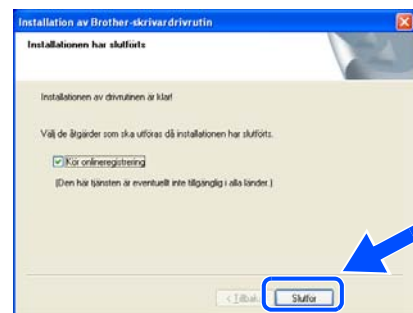 Installation av Brother-skrivardrivrutin
Installationen har slutförts
Installationen av drivrutinen är klar!
Välj de åtgärder som ska utföras då installationen har slutförts.
Kör onlineregistrering
(Den här tjänsten är eventuellt inte tillgänglig i alla länder.)
Slutför